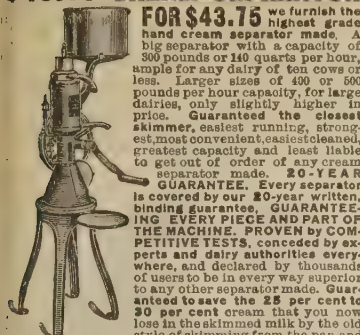 FOR $43.75 we furnish the
highest grade
hand cream separator made. A
big separator with a capacity of
300 pounds or 140 quarts per hour,
ample for any dairy of ten cows or
less. Larger sizes of 400 or 500
pounds per hour capacity, for large
dairies, only slightly higher in
price. Guaranteed the closest
skimmer, easiest running, strong-
est, most convenient, easiest cleaned,
greatest capacity and least liable
to get out of order of any cream
separator made. 20-YEAR
GUARANTEE. Every separator
is covered by our 20-year written,
binding guarantee, GUARANTEE-
ING EVERY PIECE AND PART OF
THE MACHINE. PROVEN by COM-
PETITIVE TESTS, conceded by ex-
perts and dairy authorities every-
where, and declared by thousands
of users to be in every way superior
to any other separator made. Guar-
anteed to save the 25 per cent to
30 per cent cream that you now
lose in the skimmed milk by the old